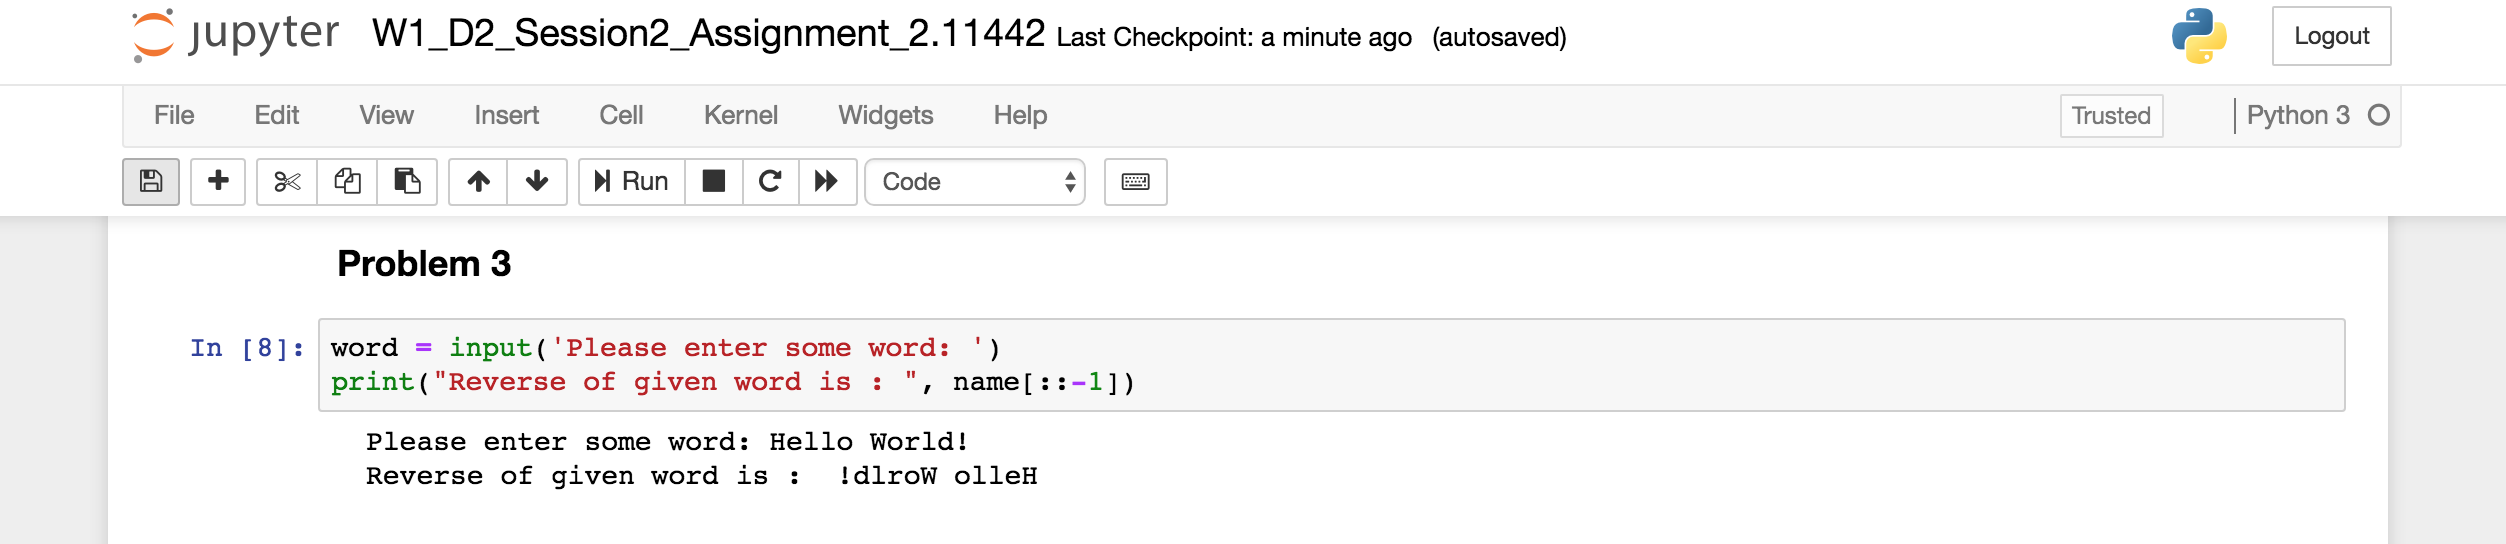 jupyter W1_D2_Session2_Assignment_2.11442 Last Checkpoint: a minute ago (autosaved) Logout
File Edit View Insert Cell Kernel Widgets Help Trusted Python 3
Run Code
Problem 3
In [8]: word = input('Please enter some word: ')
print("Reverse of given word is : ", name[::-1])
Please enter some word: Hello World!
Reverse of given word is :  !dlroW olleH